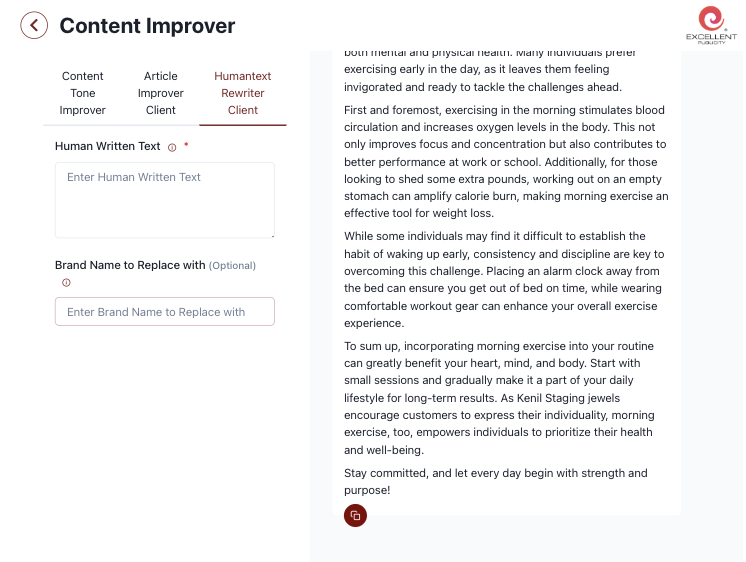 Content Improver
EXCELLENT
PUBLICITY
Content
Tone
Improver
Article
Improver
Client
Humantext
Rewriter
Client
Human Written Text *
Enter Human Written Text
Brand Name to Replace with (Optional)
Enter Brand Name to Replace with
both mental and physical health. Many individuals prefer
exercising early in the day, as it leaves them feeling
invigorated and ready to tackle the challenges ahead.
First and foremost, exercising in the morning stimulates blood
circulation and increases oxygen levels in the body. This not
only improves focus and concentration but also contributes to
better performance at work or school. Additionally, for those
looking to shed some extra pounds, working out on an empty
stomach can amplify calorie burn, making morning exercise an
effective tool for weight loss.
While some individuals may find it difficult to establish the
habit of waking up early, consistency and discipline are key to
overcoming this challenge. Placing an alarm clock away from
the bed can ensure you get out of bed on time, while wearing
comfortable workout gear can enhance your overall exercise
experience.
To sum up, incorporating morning exercise into your routine
can greatly benefit your heart, mind, and body. Start with
small sessions and gradually make it a part of your daily
lifestyle for long-term results. As Kenil Staging jewels
encourage customers to express their individuality, morning
exercise, too, empowers individuals to prioritize their health
and well-being.
Stay committed, and let every day begin with strength and
purpose!